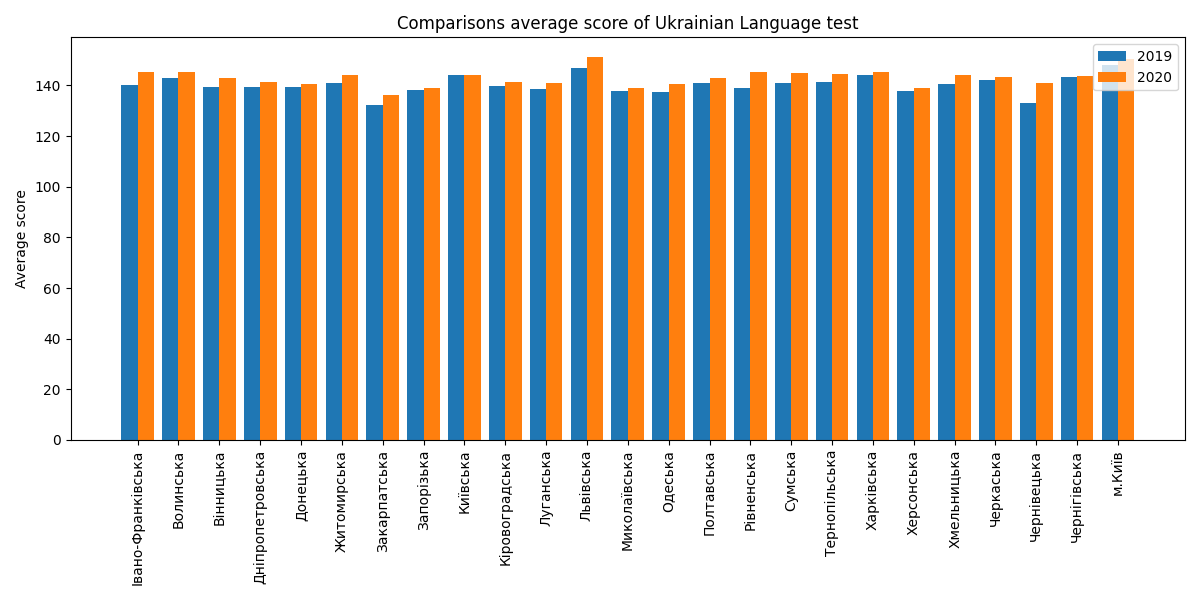 Comparisons average score of Ukrainian Language test
2019
2020
Average score
140
120
100
80
60
40
20
0
Івано-Франківська
Волинська
Вінницька
Дніпропетровська
Донецька
Житомирська
Закарпатська
Запорізька
Київська
Кіровоградська
Луганська
Львівська
Миколаївська
Одеська
Полтавська
Рівненська
Сумська
Тернопільська
Харківська
Херсонська
Хмельницька
Черкаська
Чернівецька
Чернігівська
м.Київ